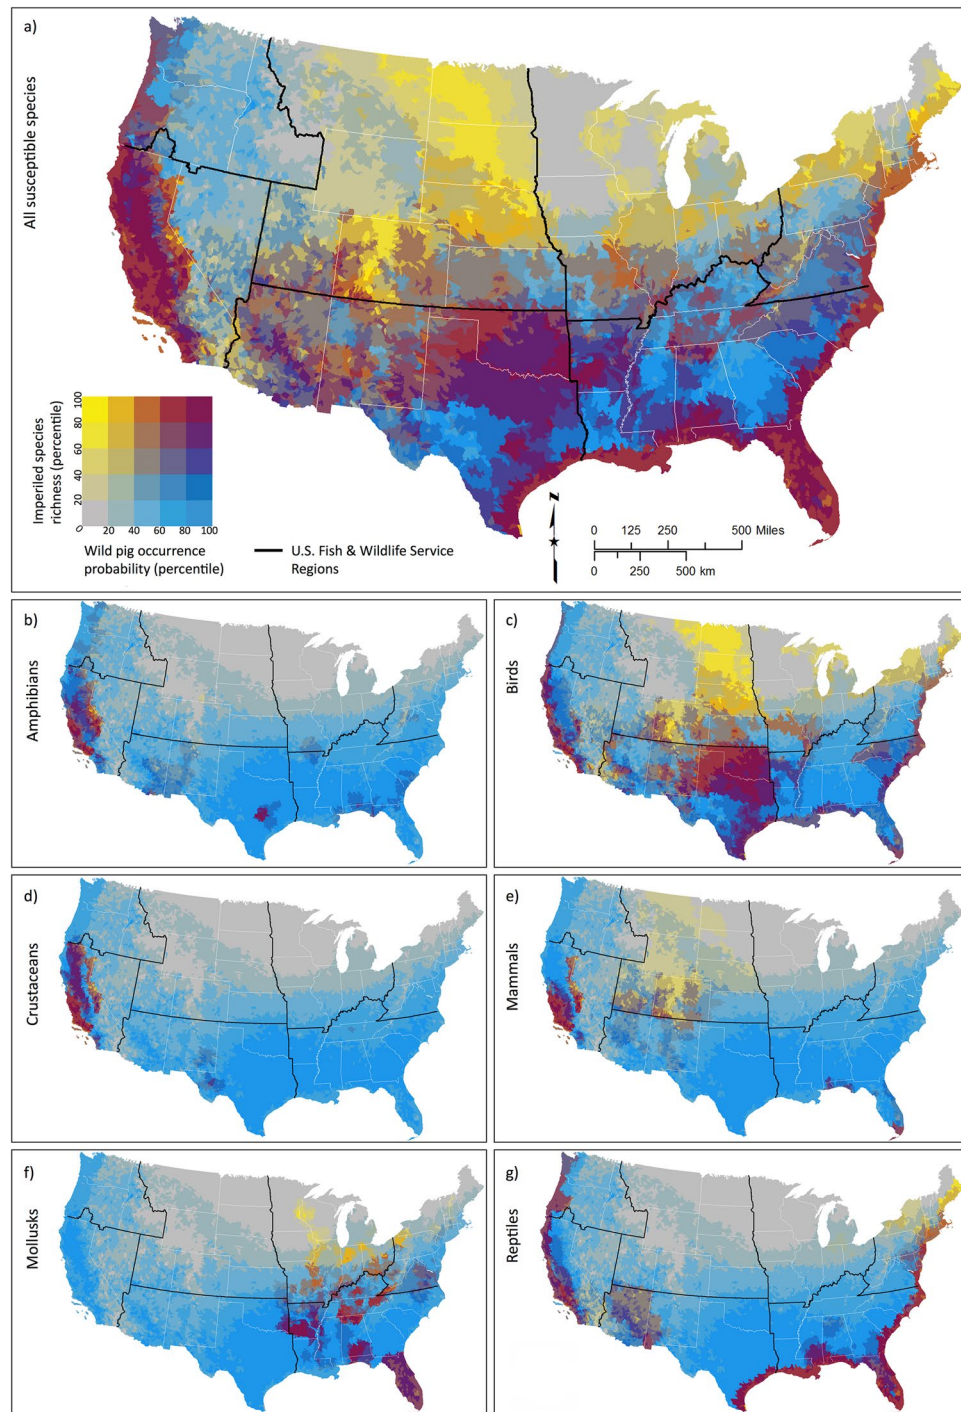 a)
All susceptible species
Imperiled species
richness (percentile)
100
80
60
40
20
0
20 40 60 80 100
Wild pig occurrence
probability (percentile)
U.S. Fish & Wildlife Service
Regions
N
0 125 250 500 Miles
0 250 500 km
b)
Amphibians
c)
Birds
d)
Crustaceans
e)
Mammals
f)
Mollusks
g)
Reptiles